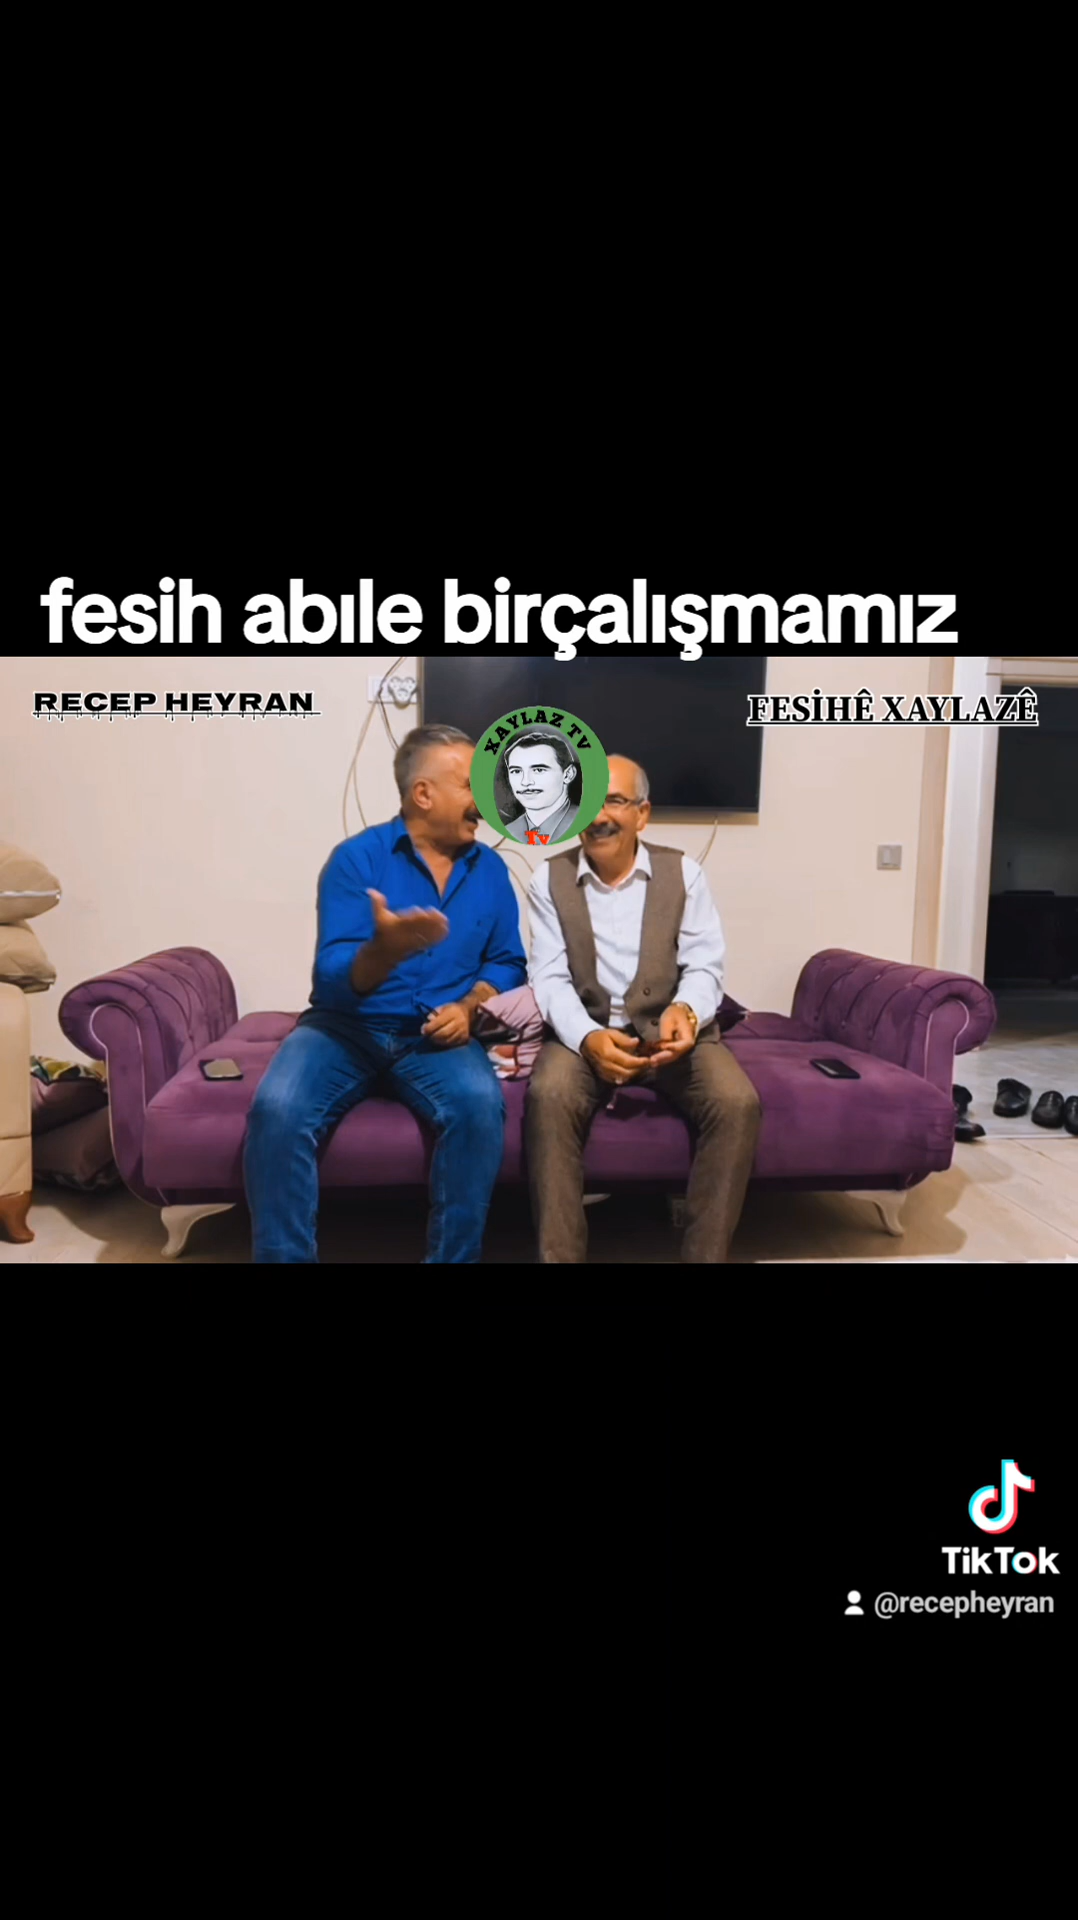 fesih abıle birçalışmamız
RECEP HEYRAN
FESİHÊ XAYLAZÊ
XAYLAZ TV
Tv
TikTok
@recepheyran